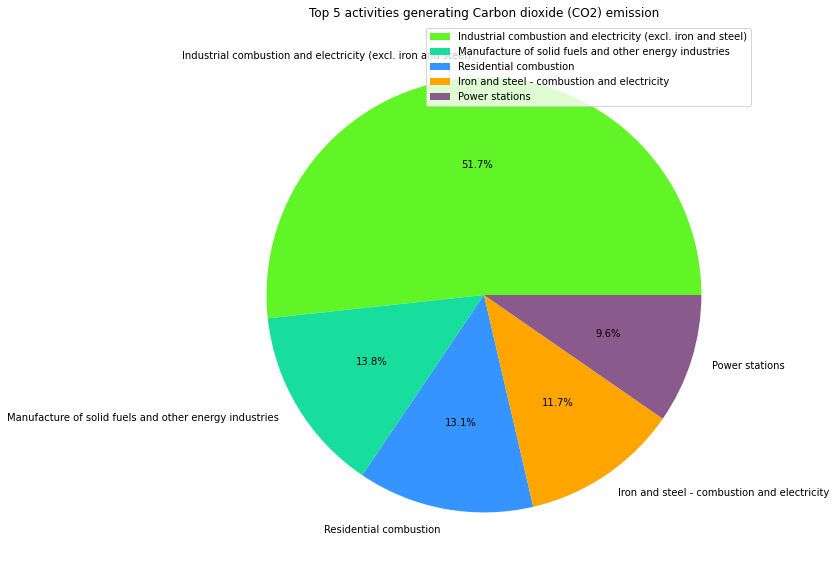 Top 5 activities generating Carbon dioxide (CO2) emission
Industrial combustion and electricity (excl. iron and steel)
Industrial combustion and electricity (excl. iron and steel)
Manufacture of solid fuels and other energy industries
Residential combustion
Iron and steel - combustion and electricity
Power stations
51.7%
9.6%
13.8%
Power stations
11.7%
Manufacture of solid fuels and other energy industries
13.1%
Iron and steel - combustion and electricity
Residential combustion